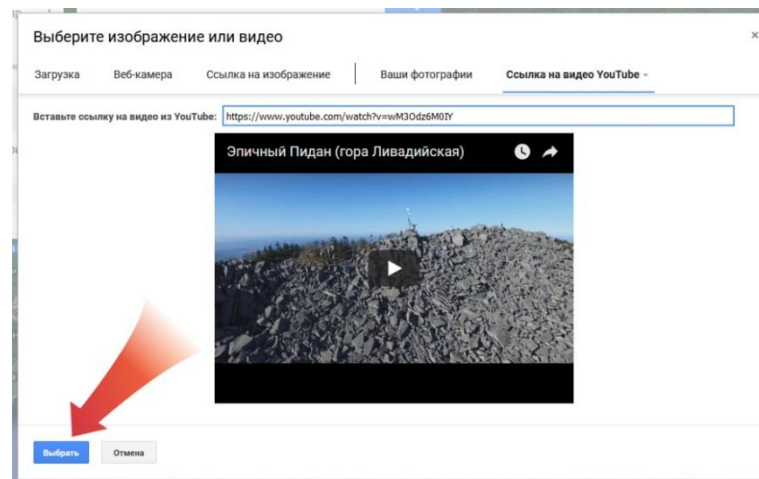 Выберите изображение или видео
Загрузка Веб-камера Ссылка на изображение Ваши фотографии Ссылка на видео YouTube
Вставьте ссылку на видео из YouTube: https://www.youtube.com/watch?v=wM3Odz6M0IY
Эпичный Пидан (гора Ливадийская)
Выбрать Отмена